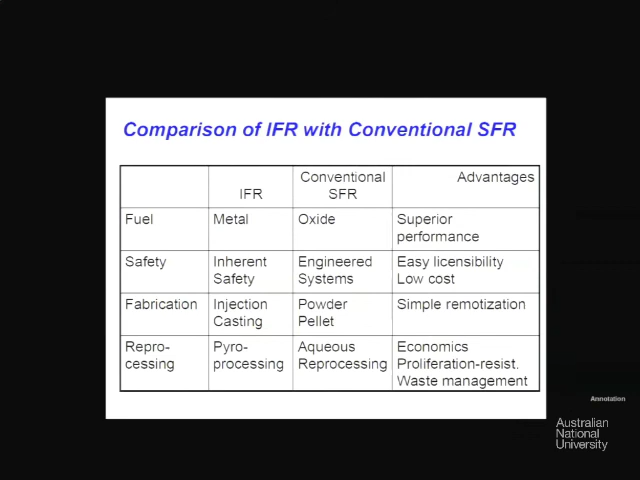 Comparison of IFR with Conventional SFR
IFR
Conventional
SFR
Advantages
Fuel
Metal
Oxide
Superior
performance
Safety
Inherent
Safety
Engineered
Systems
Easy licensibility
Low cost
Fabrication
Injection
Casting
Powder
Pellet
Simple remotization
Repro-
cessing
Pyro-
processing
Aqueous
Reprocessing
Economics
Proliferation-resist.
Waste management
Annotation
Australian
National
University